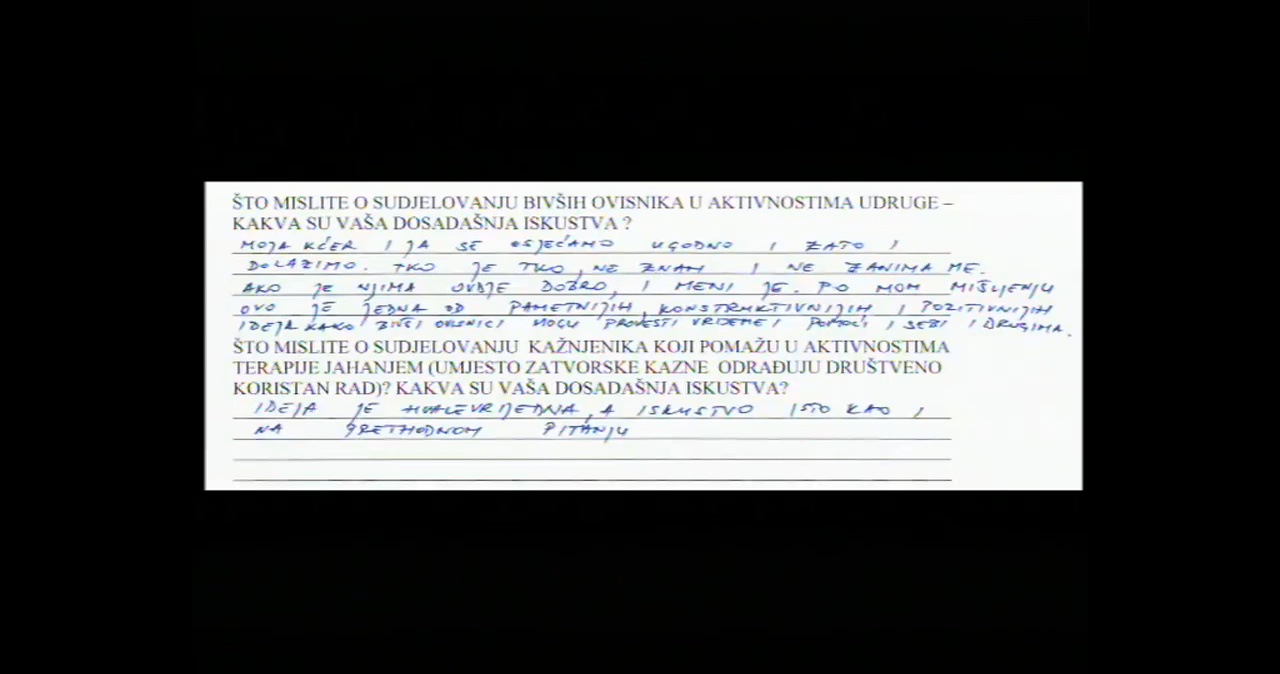 ŠTO MISLITE O SUDJELOVANJU BIVŠIH OVISNIKA U AKTIVNOSTIMA UDRUGE –
KAKVA SU VAŠA DOSADAŠNJA ISKUSTVA ?
MOJA KĆER I JA SE OSJEĆAMO UGODNO I ZATO I
DOLAZIMO. TKO JE TKO, NE ZNAM I NE ZANIMA ME.
AKO JE NJIMA OVDJE DOBRO, I MENI JE. PO MOM MIŠLJENJU
OVO JE JEDNA OD PAMETNIJIH, KONSTRUKTIVNIJIH I POZITIVNIJIH
IDEJA KAKO BIVŠI OVISNICI MOGU PROVESTI VRIJEME I POMOĆI I SEBI I DRUGIMA.
ŠTO MISLITE O SUDJELOVANJU KAŽNJENIKA KOJI POMAŽU U AKTIVNOSTIMA
TERAPIJE JAHANJEM (UMJESTO ZATVORSKE KAZNE ODRAĐUJU DRUŠTVENO
KORISTAN RAD)? KAKVA SU VAŠA DOSADAŠNJA ISKUSTVA?
IDEJA JE HVALEVRIJEDNA, A ISKUSTVO ISTO KAO I
NA PRETHODNOM PITANJU